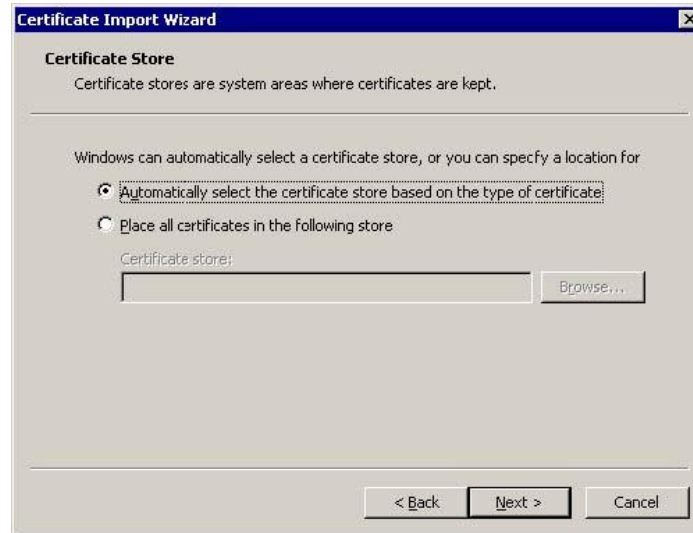 Certificate Import Wizard
Certificate Store
Certificate stores are system areas where certificates are kept.
Windows can automatically select a certificate store, or you can specify a location for
Automatically select the certificate store based on the type of certificate
Place all certificates in the following store
Certificate store:
Browse...
< Back Next > Cancel